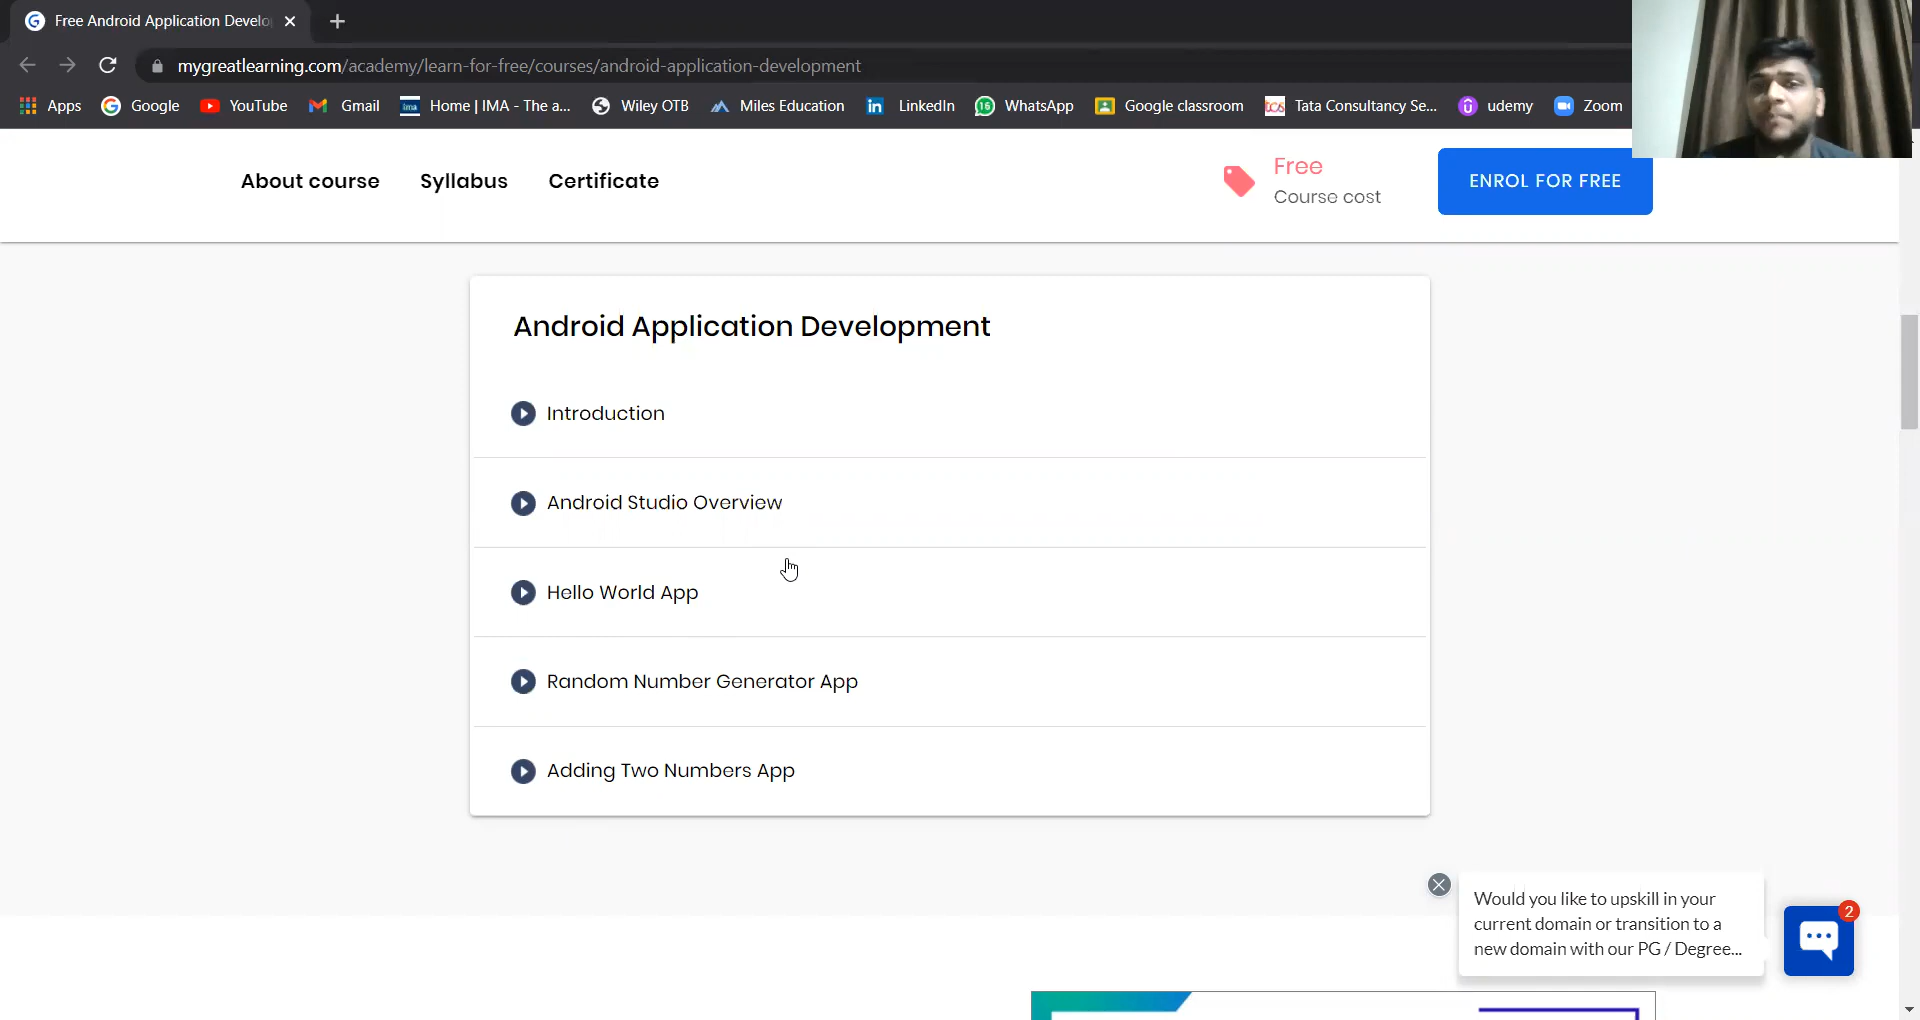 Free Android Application Develo
mygreatlearning.com/academy/learn-for-free/courses/android-application-development
Apps Google YouTube Gmail Home | IMA - The a... Wiley OTB Miles Education LinkedIn 16 WhatsApp Google classroom tcs Tata Consultancy Se... udemy Zoom
About course Syllabus Certificate
Free
Course cost
ENROL FOR FREE
Android Application Development
Introduction
Android Studio Overview
Hello World App
Random Number Generator App
Adding Two Numbers App
Would you like to upskill in your
current domain or transition to a
new domain with our PG / Degree...
2